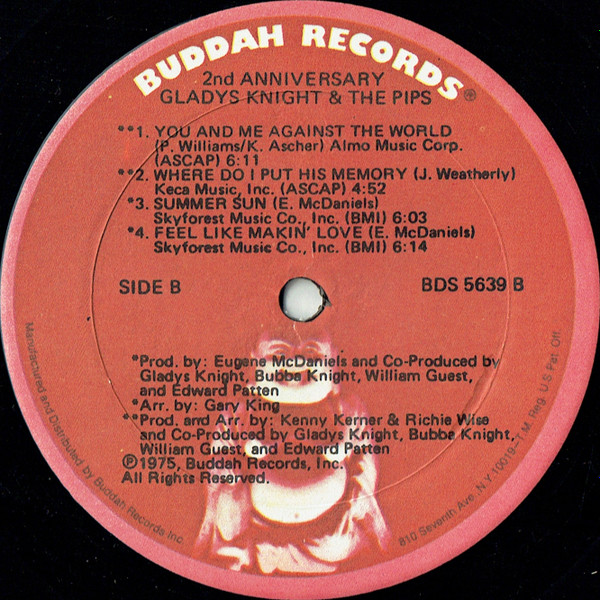 BUDDAH RECORDS®
2nd ANNIVERSARY
GLADYS KNIGHT & THE PIPS
**1. YOU AND ME AGAINST THE WORLD
(P. Williams/K. Ascher) Almo Music Corp.
(ASCAP) 6:11
**2. WHERE DO I PUT HIS MEMORY (J. Weatherly)
Keca Music, Inc. (ASCAP) 4:52
*3. SUMMER SUN (E. McDaniels)
Skyforest Music Co., Inc. (BMI) 6:03
*4. FEEL LIKE MAKIN' LOVE (E. McDaniels)
Skyforest Music Co., Inc. (BMI) 6:14
SIDE B
BDS 5639 B
*Prod. by: Eugene McDaniels and Co-Produced by
Gladys Knight, Bubba Knight, William Guest,
and Edward Patten
*Arr. by: Gary King
**Prod. and Arr. by: Kenny Kerner & Richie Wise
and Co-Produced by Gladys Knight, Bubba Knight,
William Guest, and Edward Patten
Ⓟ1975, Buddah Records, Inc.
All Rights Reserved.
Manufactured and Distributed by Buddah Records Inc
810 Seventh Ave. N.Y. 10019-T.M. Reg. U.S. Pat. Off.